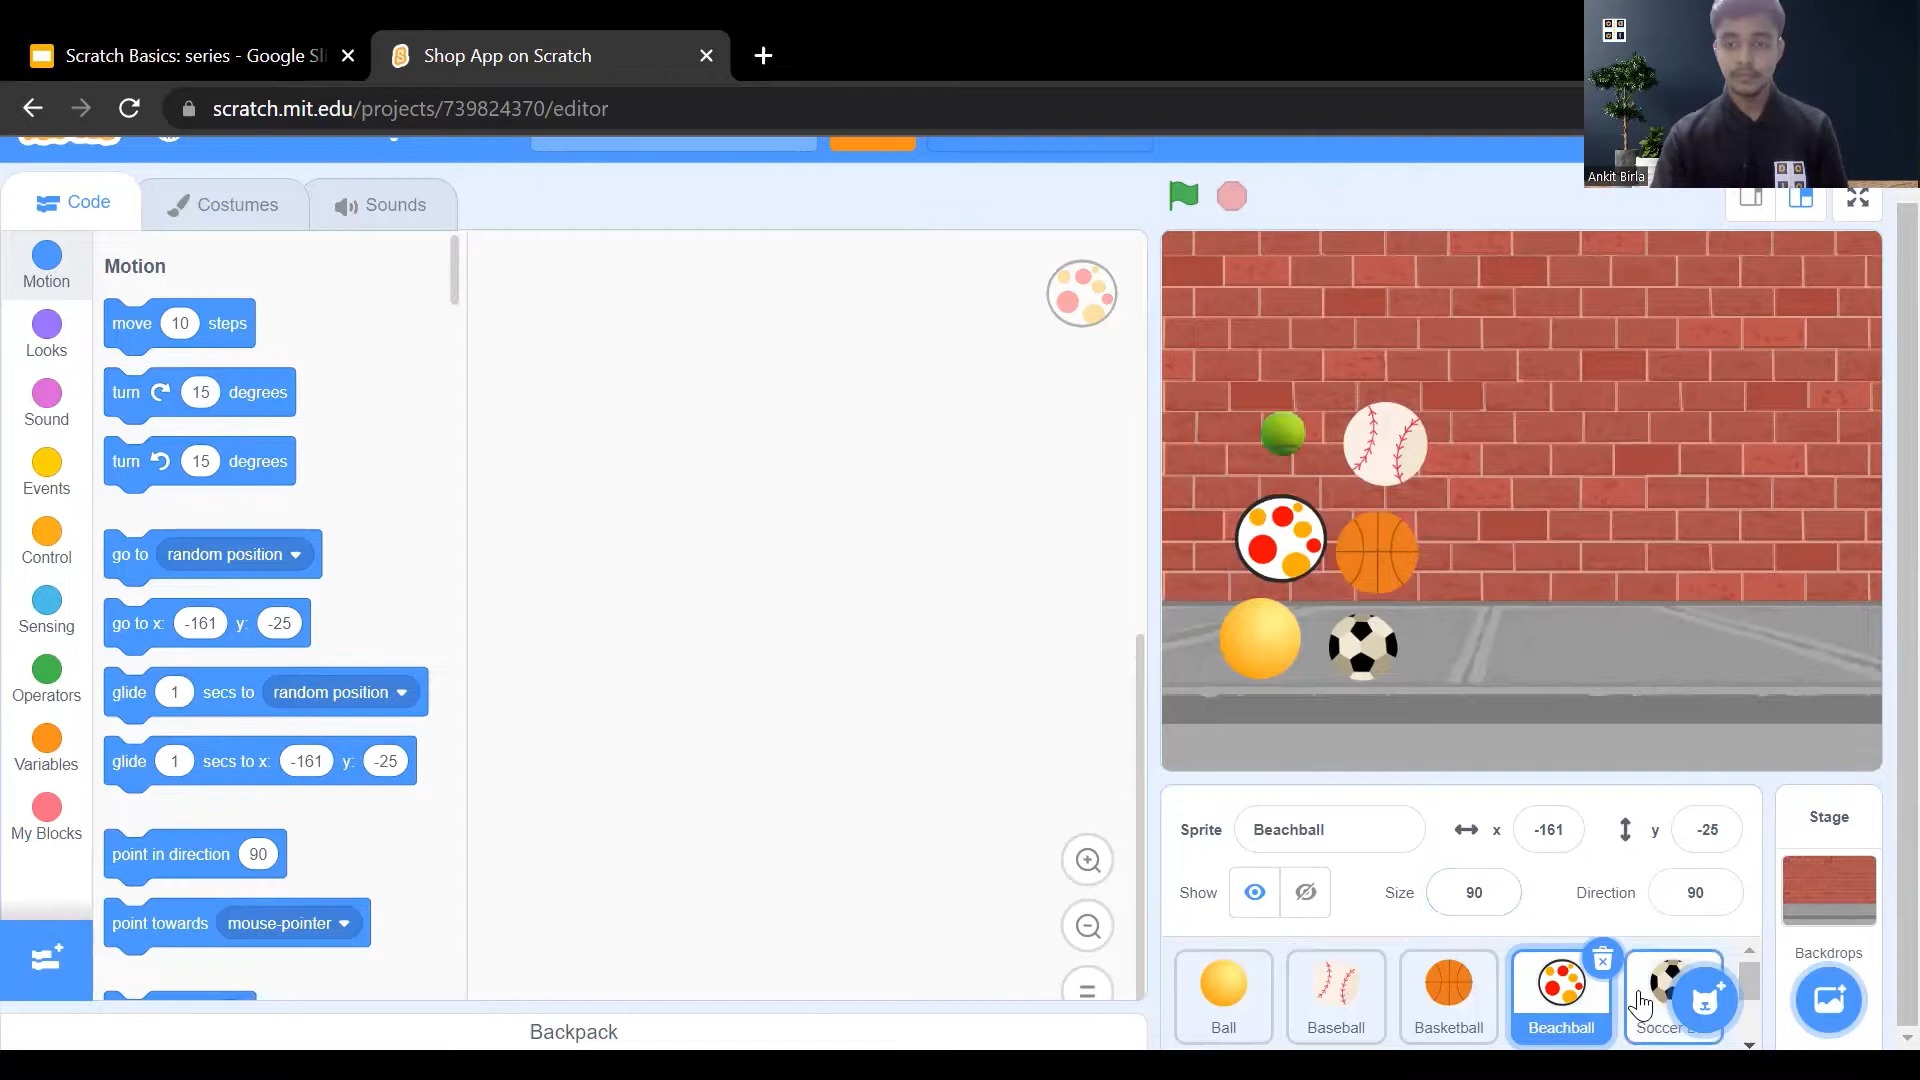 Scratch Basics: series - Google Sli
Shop App on Scratch
scratch.mit.edu/projects/739824370/editor
Ankit Birla
Code
Costumes
Sounds
Motion
Looks
Sound
Events
Control
Sensing
Operators
Variables
My Blocks
Motion
move 10 steps
turn 15 degrees
turn 15 degrees
go to random position
go to x: -161 y: -25
glide 1 secs to random position
glide 1 secs to x: -161 y: -25
point in direction 90
point towards mouse-pointer
Backpack
Sprite Beachball x -161 y -25
Show Size 90 Direction 90
Ball
Baseball
Basketball
Beachball
Soccer
Stage
Backdrops